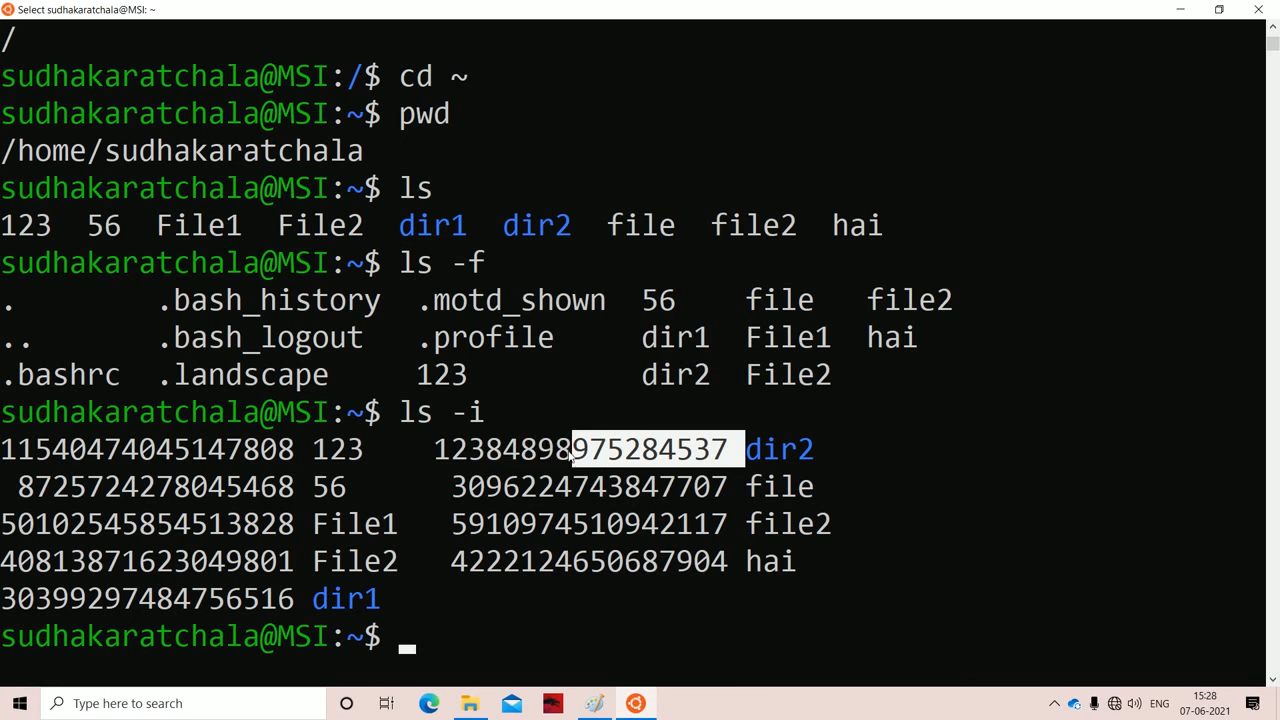 Select sudhakaratchala@MSI: ~
/
sudhakaratchala@MSI:/$ cd ~
sudhakaratchala@MSI:~$ pwd
/home/sudhakaratchala
sudhakaratchala@MSI:~$ ls
123 56 File1 File2 dir1 dir2 file file2 hai
sudhakaratchala@MSI:~$ ls -f
. .bash_history .motd_shown 56 file file2
.. .bash_logout .profile dir1 File1 hai
.bashrc .landscape 123 dir2 File2
sudhakaratchala@MSI:~$ ls -i
11540474045147808 123 12384898975284537 dir2
8725724278045468 56 3096224743847707 file
50102545854513828 File1 5910974510942117 file2
40813871623049801 File2 4222124650687904 hai
30399297484756516 dir1
sudhakaratchala@MSI:~$
Type here to search
ENG
15:28
07-06-2021